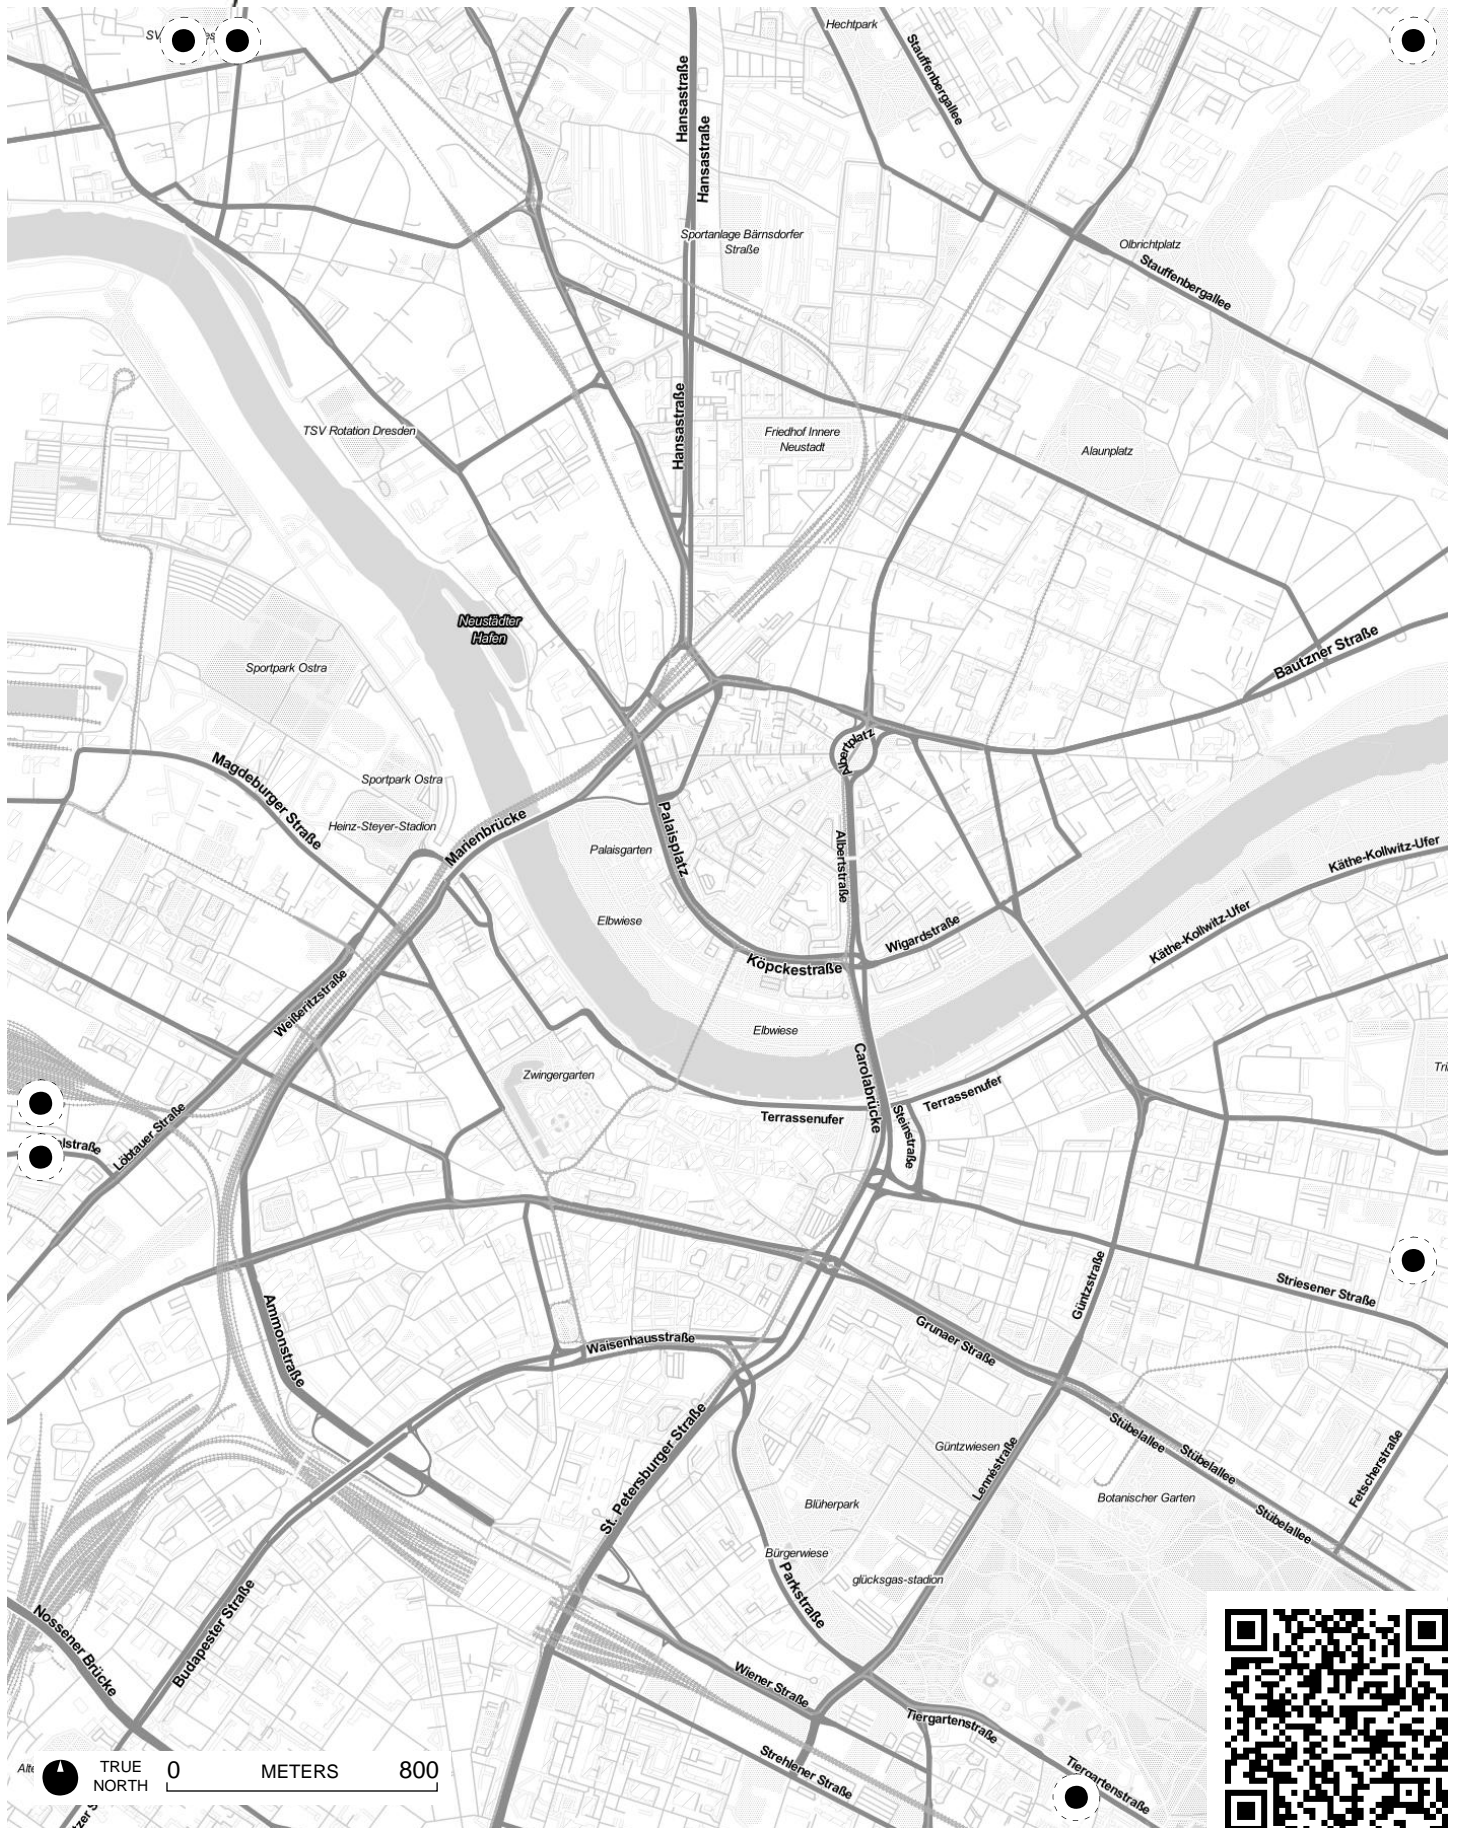 Hechtpark
Stauffenbergallee
Hansastraße
Hansastraße
Sportanlage Bärnsdorfer
Straße
Olbrichtplatz
Stauffenbergallee
Hansastraße
TSV Rotation Dresden
Friedhof Innere
Neustadt
Alaunplatz
Neustädter
Hafen
Sportpark Ostra
Bautzner Straße
Magdeburger Straße
Sportpark Ostra
Albertplatz
Heinz-Steyer-Stadion
Marienbrücke
Palaisgarten
Palaisplatz
Albertstraße
Käthe-Kollwitz-Ufer
Elbwiese
Wigardstraße
Käthe-Kollwitz-Ufer
Köpckestraße
Weißeritzstraße
Elbwiese
Zwingergarten
Carolabrücke
Terrassenufer
Terrassenufer
Steinstraße
Löbtauer Straße
Güntzstraße
Striesener Straße
Ammonstraße
Waisenhausstraße
Grunaer Straße
St. Petersburger Straße
Güntzwiesen
Lennéstraße
Stübelallee
Stübelallee
Stübelallee
Fetscherstraße
Botanischer Garten
Blüherpark
Bürgerwiese
Parkstraße
glücksgas-stadion
Nossener Brücke
Budapester Straße
Wiener Straße
Tiergartenstraße
Strehlener Straße
Tiergartenstraße
TRUE
NORTH
0 METERS 800